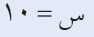 س = ١٠